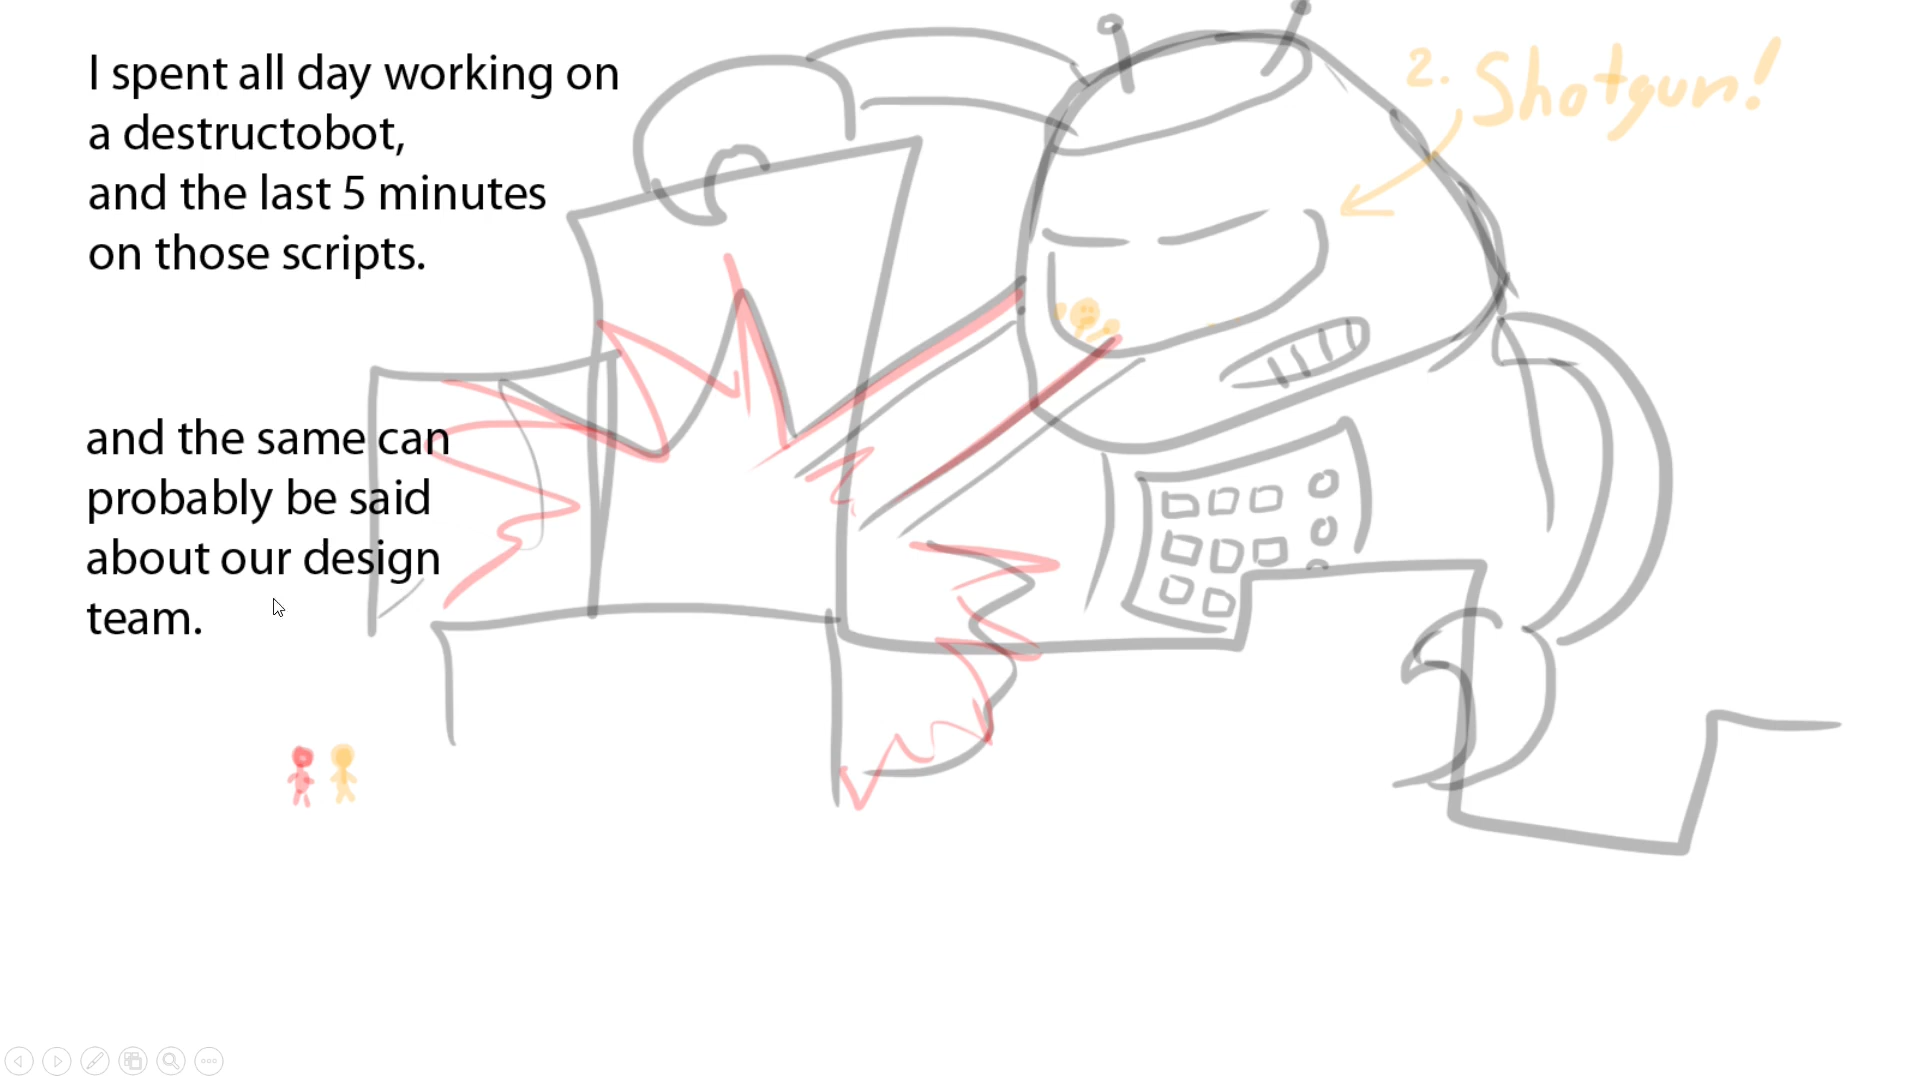 I spent all day working on
a destructobot,
and the last 5 minutes
on those scripts.
and the same can
probably be said
about our design
team.
2. Shotgun!